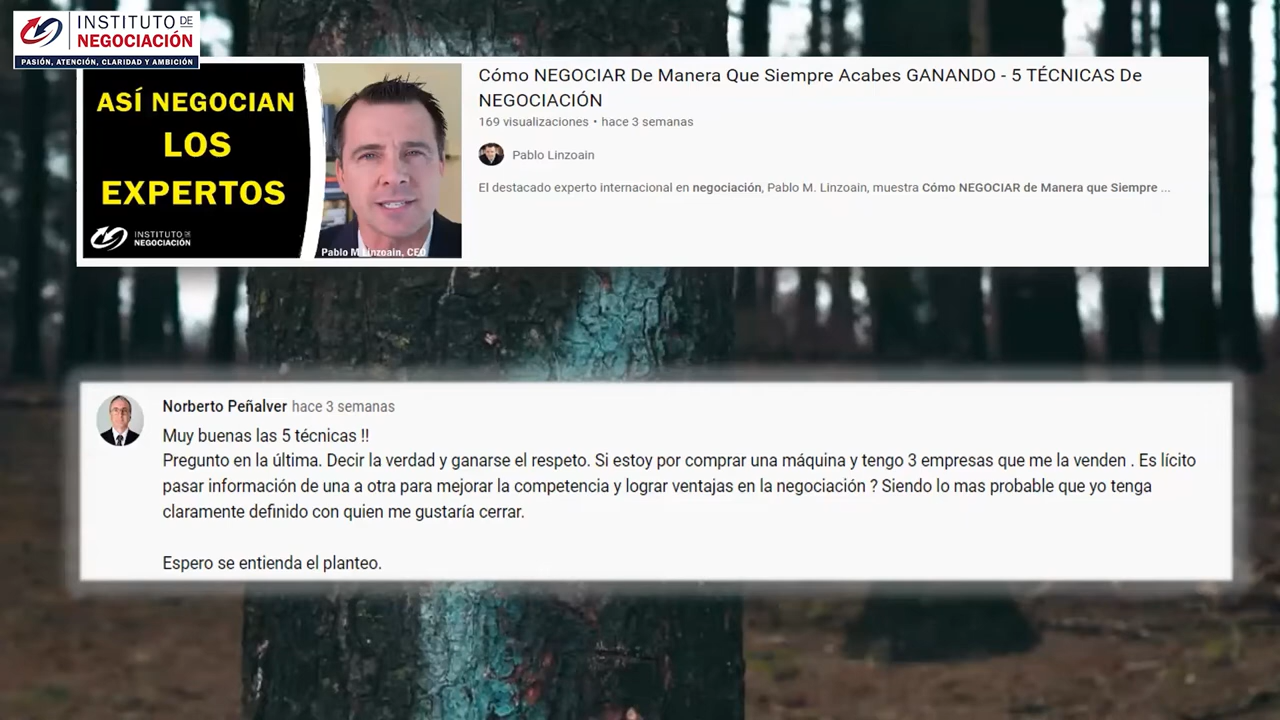 INSTITUTO DE
NEGOCIACIÓN
PASIÓN, ATENCIÓN, CLARIDAD Y AMBICIÓN
ASÍ NEGOCIAN
LOS
EXPERTOS
INSTITUTO DE
NEGOCIACIÓN
Pablo M Linzoain, CEO
Cómo NEGOCIAR De Manera Que Siempre Acabes GANANDO - 5 TÉCNICAS De
NEGOCIACIÓN
169 visualizaciones • hace 3 semanas
Pablo Linzoain
El destacado experto internacional en negociación, Pablo M. Linzoain, muestra Cómo NEGOCIAR de Manera que Siempre ...
Norberto Peñalver hace 3 semanas
Muy buenas las 5 técnicas !!
Pregunto en la última. Decir la verdad y ganarse el respeto. Si estoy por comprar una máquina y tengo 3 empresas que me la venden . Es lícito
pasar información de una a otra para mejorar la competencia y lograr ventajas en la negociación ? Siendo lo mas probable que yo tenga
claramente definido con quien me gustaría cerrar.
Espero se entienda el planteo.